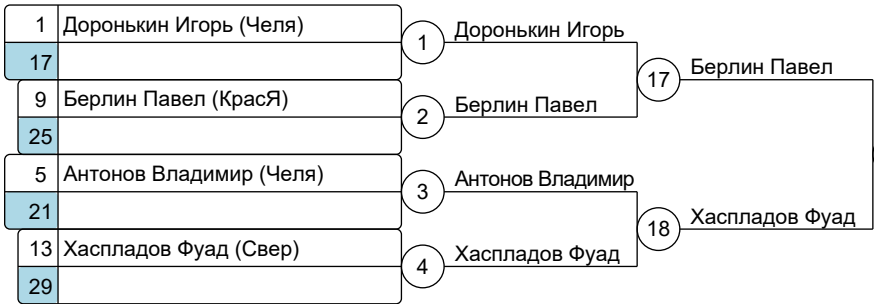 1 Доронькин Игорь (Челя)
17
1 Доронькин Игорь
9 Берлин Павел (КрасЯ)
25
2 Берлин Павел
17 Берлин Павел
5 Антонов Владимир (Челя)
21
3 Антонов Владимир
13 Хаспладов Фуад (Свер)
29
4 Хаспладов Фуад
18 Хаспладов Фуад